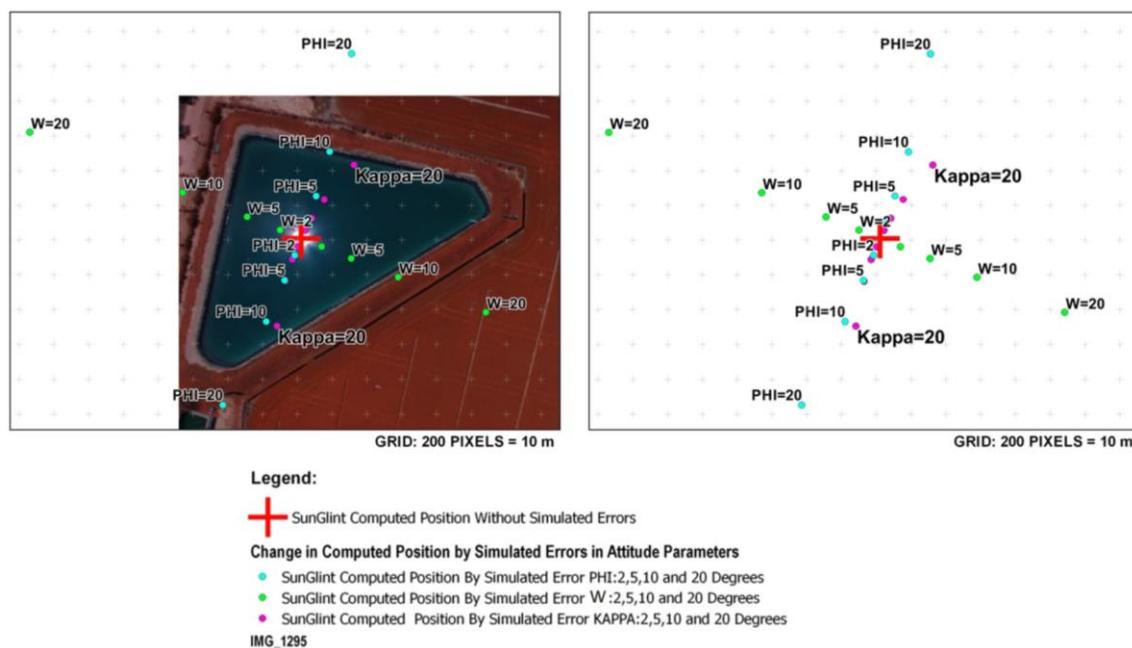 PHI=20
W=20
PHI=10
Kappa=20
W=10
PHI=5
W=5
W=2
PHI=2
W=5
PHI=5
W=10
PHI=10
W=20
Kappa=20
PHI=20
GRID: 200 PIXELS = 10 m
PHI=20
W=20
PHI=10
Kappa=20
W=10
PHI=5
W=5
W=2
PHI=2
W=5
PHI=5
W=10
PHI=10
W=20
Kappa=20
PHI=20
GRID: 200 PIXELS = 10 m
Legend:
SunGlint Computed Position Without Simulated Errors
Change in Computed Position by Simulated Errors in Attitude Parameters
SunGlint Computed Position By Simulated Error PHI:2,5,10 and 20 Degrees
SunGlint Computed Position By Simulated Error W:2,5,10 and 20 Degrees
SunGlint Computed Position By Simulated Error KAPPA:2,5,10 and 20 Degrees
IMG_1295